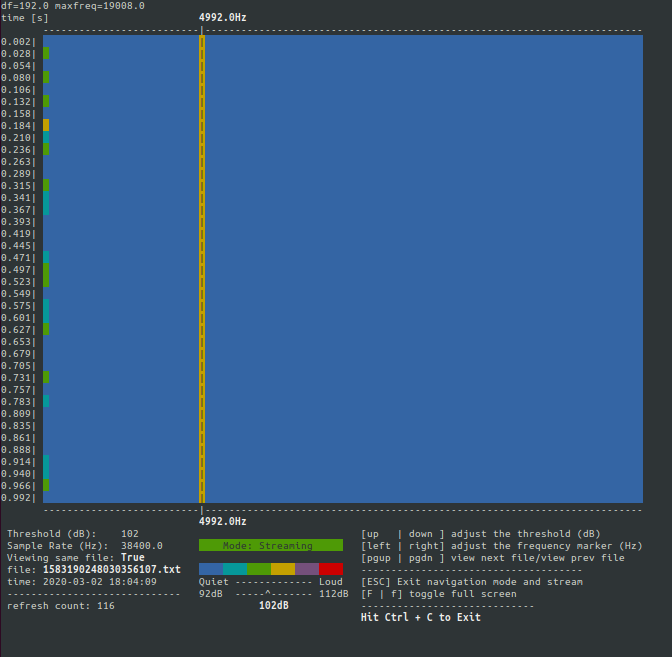 df=192.0 maxfreq=19008.0
time [s] 4992.0Hz
-------------------------|------------------------------------------------------------------------
0.002|
0.028|
0.054|
0.080|
0.106|
0.132|
0.158|
0.184|
0.210|
0.236|
0.263|
0.289|
0.315|
0.341|
0.367|
0.393|
0.419|
0.445|
0.471|
0.497|
0.523|
0.549|
0.575|
0.601|
0.627|
0.653|
0.679|
0.705|
0.731|
0.757|
0.783|
0.809|
0.835|
0.861|
0.888|
0.914|
0.940|
0.966|
0.992|
--------------------------|-------------------------------------------------------------------------
4992.0Hz
Threshold (dB): 102
Sample Rate (Hz): 38400.0
Viewing same file: True
file: 1583190248030356107.txt
time: 2020-03-02 18:04:09
-----------------------------
refresh count: 116
Mode: Streaming
Quiet ------------- Loud
92dB -----^------- 112dB
102dB
[up | down ] adjust the threshold (dB)
[left | right] adjust the frequency marker (Hz)
[pgup | pgdn ] view next file/view prev file
-------------------------------------
[ESC] Exit navigation mode and stream
[F | f] toggle full screen
-----------------------------
Hit Ctrl + C to Exit